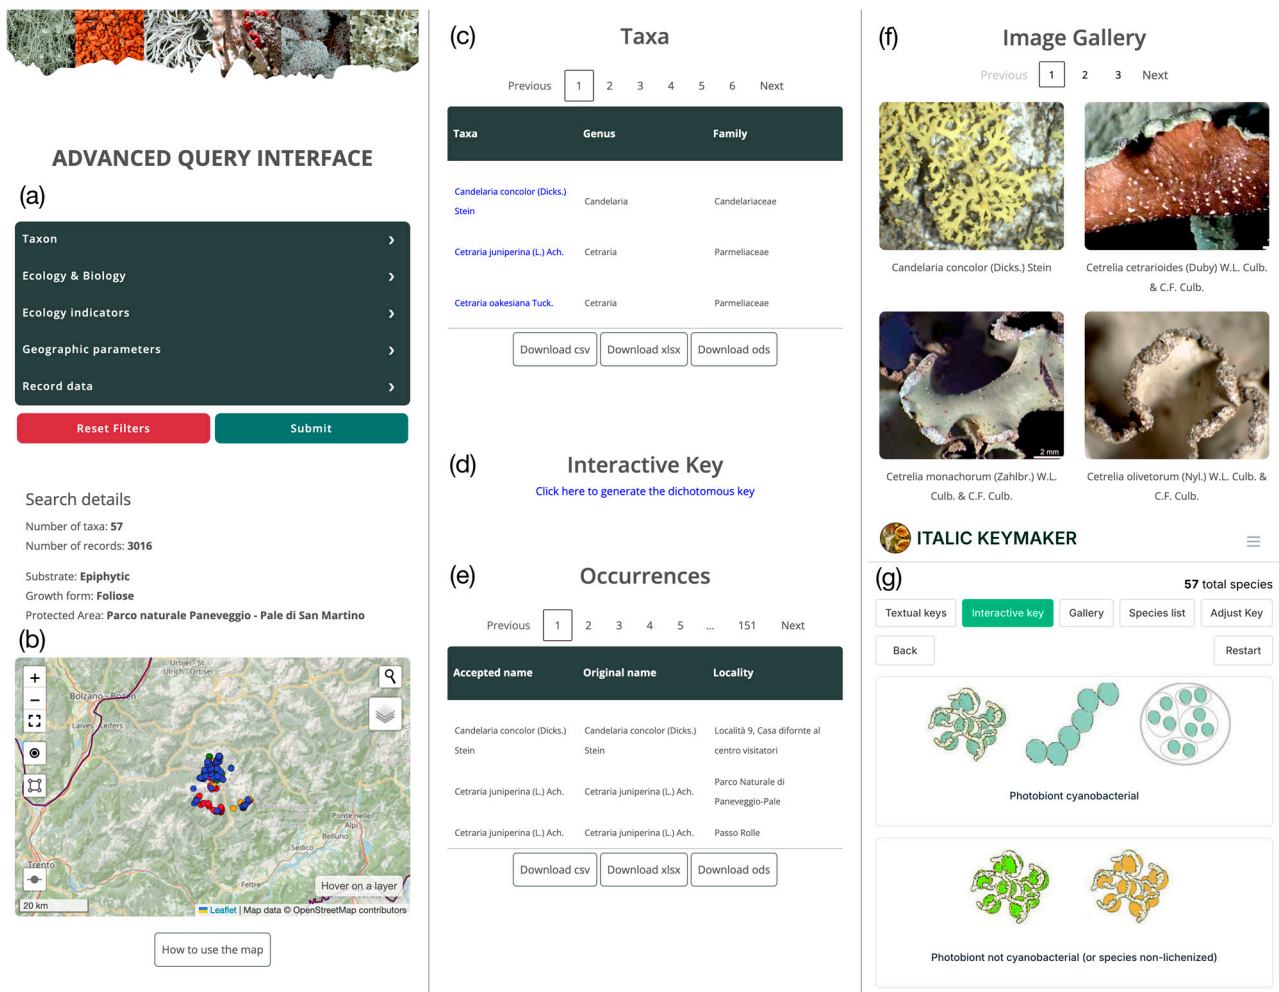 ADVANCED QUERY INTERFACE
(a)
Taxon
Ecology & Biology
Ecology indicators
Geographic parameters
Record data
Reset Filters
Submit
Search details
Number of taxa: 57
Number of records: 3016
Substrate: Epiphytic
Growth form: Foliose
Protected Area: Parco naturale Paneveggio - Pale di San Martino
(b)
+
−
Urtijëi - St.
Ulrich - Ortisei
Bolzano - Bozen
Laives - Leifers
Ponte nelle
Alpi
Belluno
Sedico
Trento
Feltre
Hover on a layer
20 km
Leaflet | Map data © OpenStreetMap contributors
How to use the map
(c)
Taxa
Previous 1 2 3 4 5 6 Next
Taxa Genus Family
Candelaria concolor (Dicks.)
Stein
Candelaria
Candelariaceae
Cetraria juniperina (L.) Ach. Cetraria Parmeliaceae
Cetraria oakesiana Tuck. Cetraria Parmeliaceae
Download csv Download xlsx Download ods
(d)
Interactive Key
Click here to generate the dichotomous key
(e)
Occurrences
Previous 1 2 3 4 5 ... 151 Next
Accepted name Original name Locality
Candelaria concolor (Dicks.)
Stein
Candelaria concolor (Dicks.)
Stein
Località 9, Casa difornte al
centro visitatori
Cetraria juniperina (L.) Ach. Cetraria juniperina (L.) Ach.
Parco Naturale di
Paneveggio-Pale
Cetraria juniperina (L.) Ach. Cetraria juniperina (L.) Ach. Passo Rolle
Download csv Download xlsx Download ods
(f)
Image Gallery
Previous 1 2 3 Next
Candelaria concolor (Dicks.) Stein
Cetrelia cetrarioides (Duby) W.L. Culb.
& C.F. Culb.
2 mm
Cetrelia monachorum (Zahlbr.) W.L.
Culb. & C.F. Culb.
Cetrelia olivetorum (Nyl.) W.L. Culb. &
C.F. Culb.
ITALIC KEYMAKER
(g)
57 total species
Textual keys Interactive key Gallery Species list Adjust Key
Back Restart
Photobiont cyanobacterial
Photobiont not cyanobacterial (or species non-lichenized)